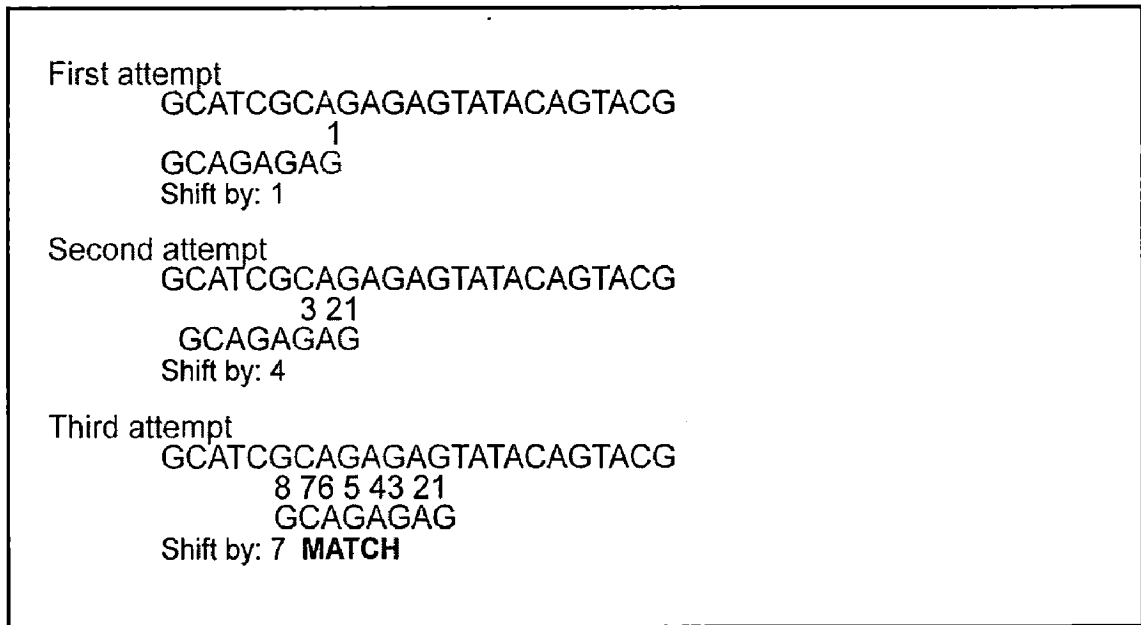 First attempt
GCATCGCAGAGAGTATACAGTACG
1
GCAGAGAG
Shift by: 1
Second attempt
GCATCGCAGAGAGTATACAGTACG
3 21
GCAGAGAG
Shift by: 4
Third attempt
GCATCGCAGAGAGTATACAGTACG
8 76 5 43 21
GCAGAGAG
Shift by: 7 MATCH